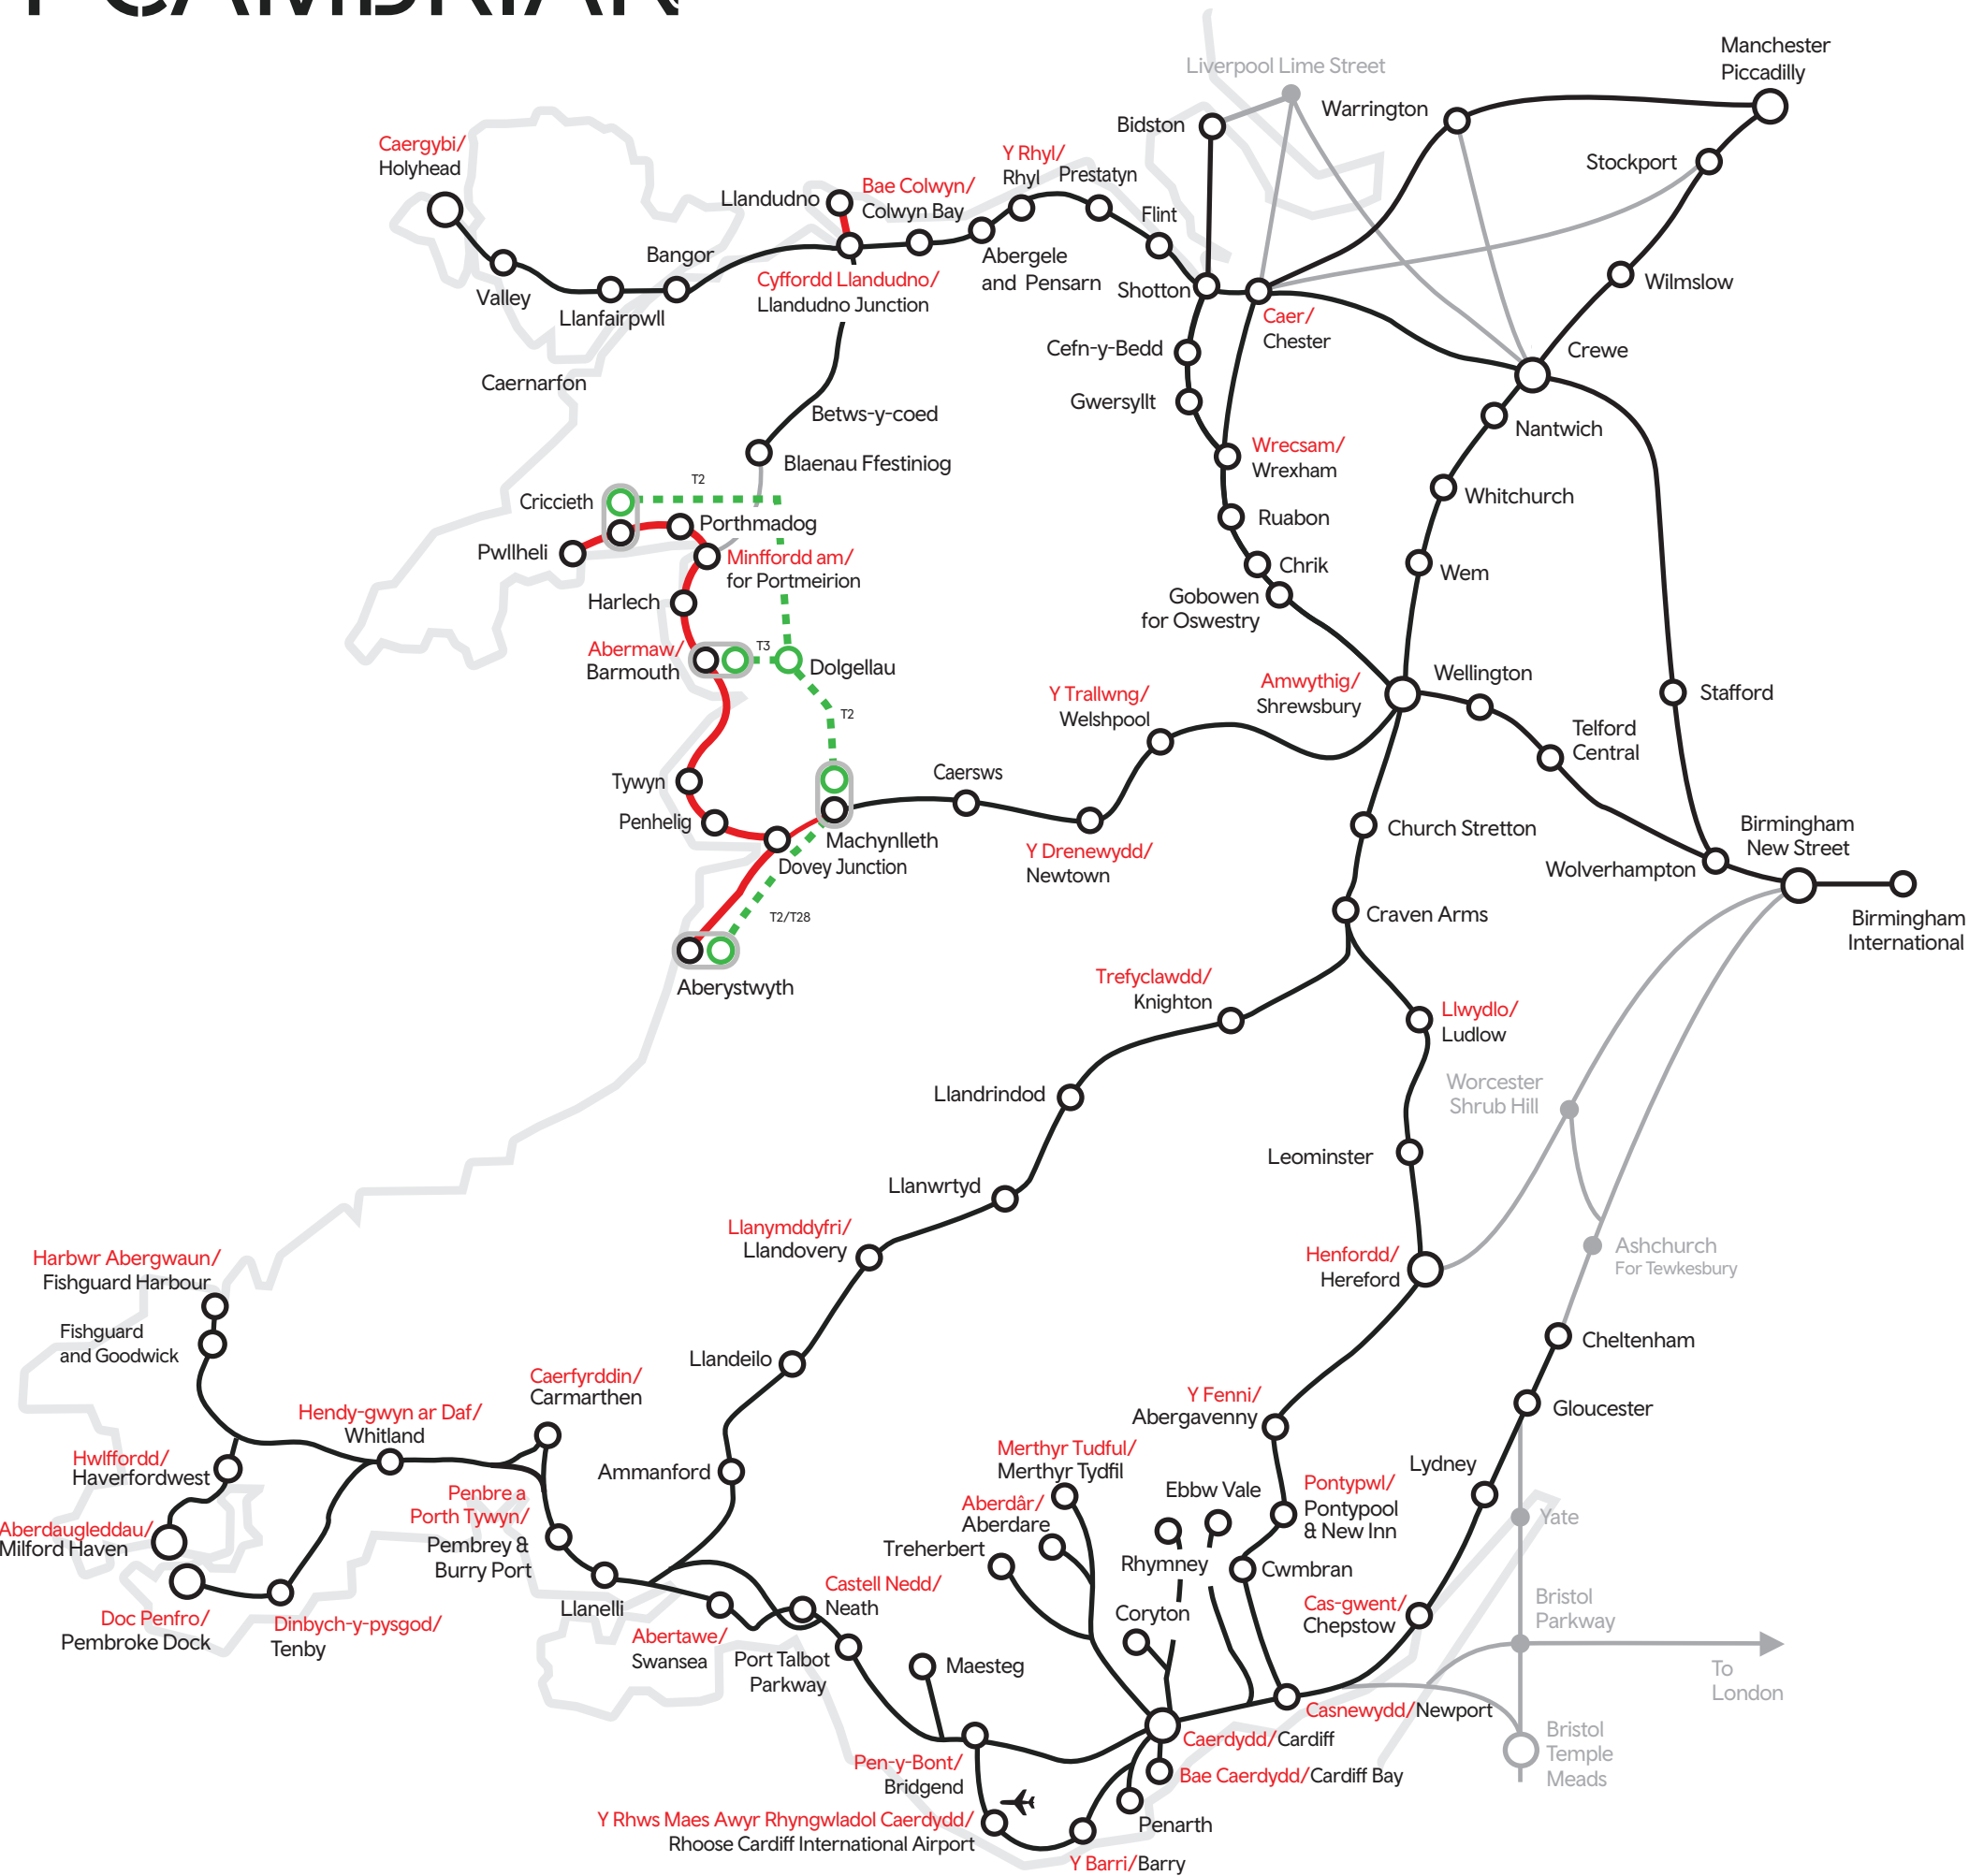 Manchester
Piccadilly
Liverpool Lime Street
Warrington
Bidston
Stockport
Caergybi/
Holyhead
Y Rhyl/
Rhyl
Prestatyn
Llandudno
Bae Colwyn/
Colwyn Bay
Flint
Bangor
Abergele
and Pensarn
Valley
Llanfairpwll
Cyffordd Llandudno/
Llandudno Junction
Shotton
Wilmslow
Caer/
Chester
Crewe
Cefn-y-Bedd
Caernarfon
Gwersyllt
Betws-y-coed
Nantwich
Wrecsam/
Wrexham
Blaenau Ffestiniog
T2
Criccieth
Whitchurch
Ruabon
Porthmadog
Pwllheli
Minffordd am/
for Portmeirion
Chrik
Wem
Gobowen
for Oswestry
Harlech
Abermaw/
Barmouth
T3
Dolgellau
T2
Y Trallwng/
Welshpool
Amwythig/
Shrewsbury
Wellington
Stafford
Telford
Central
Tywyn
Caersws
Penhelig
Machynlleth
Dovey Junction
Y Drenewydd/
Newtown
Church Stretton
Birmingham
New Street
Wolverhampton
T2/T28
Craven Arms
Birmingham
International
Aberystwyth
Trefyclawdd/
Knighton
Llwydlo/
Ludlow
Llandrindod
Worcester
Shrub Hill
Leominster
Llanwrtyd
Llanymddyfri/
Llandovery
Henfordd/
Hereford
Ashchurch
For Tewkesbury
Harbwr Abergwaun/
Fishguard Harbour
Fishguard
and Goodwick
Llandeilo
Cheltenham
Caerfyrddin/
Carmarthen
Y Fenni/
Abergavenny
Gloucester
Hendy-gwyn ar Daf/
Whitland
Hwlffordd/
Haverfordwest
Ammanford
Merthyr Tudful/
Merthyr Tydfil
Lydney
Penbre a
Porth Tywyn/
Pembrey &
Burry Port
Ebbw Vale
Pontypwl/
Pontypool
& New Inn
Aberdâr/
Aberdare
Yate
Aberdaugleddau/
Milford Haven
Treherbert
Rhymney
Cwmbran
Castell Nedd/
Neath
Llanelli
Coryton
Cas-gwent/
Chepstow
Bristol
Parkway
Doc Penfro/
Pembroke Dock
Dinbych-y-pysgod/
Tenby
Abertawe/
Swansea
Port Talbot
Parkway
Maesteg
To
London
Casnewydd/Newport
Caerdydd/Cardiff
Bristol
Temple
Meads
Pen-y-Bont/
Bridgend
Bae Caerdydd/Cardiff Bay
Y Rhws Maes Awyr Rhyngwladol Caerdydd/
Rhoose Cardiff International Airport
Penarth
Y Barri/Barry